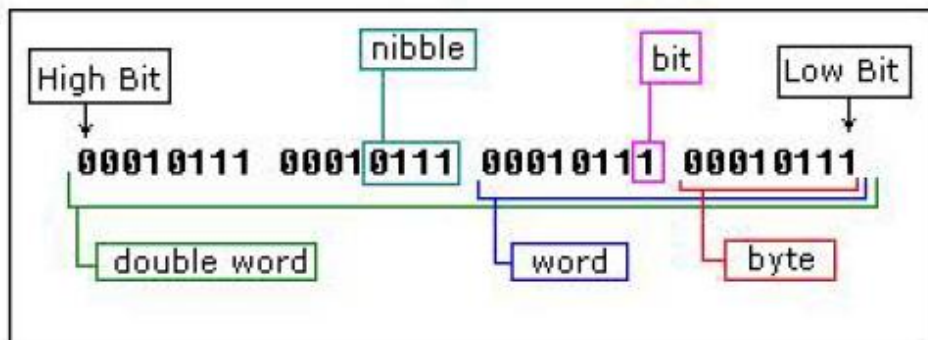 nibble
bit
High Bit
Low Bit
00010111 00010111 00010111 00010111
double word
word
byte